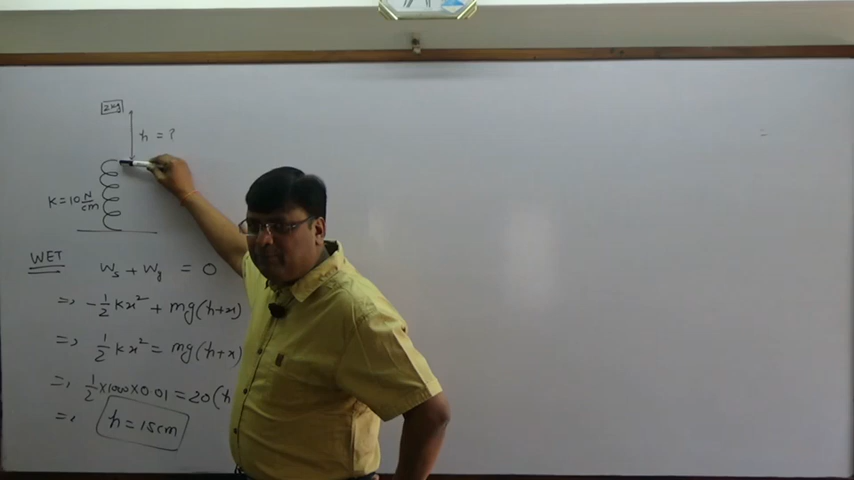 2kg
h = ?
K = 10 N/cm
WET Ws + Wg = 0
=> -1/2 Kx² + mg(h+x)
=> 1/2 Kx² = mg(h+x)
=> 1/2 × 1000 × 0.01 = 20(h
=> h = 15cm